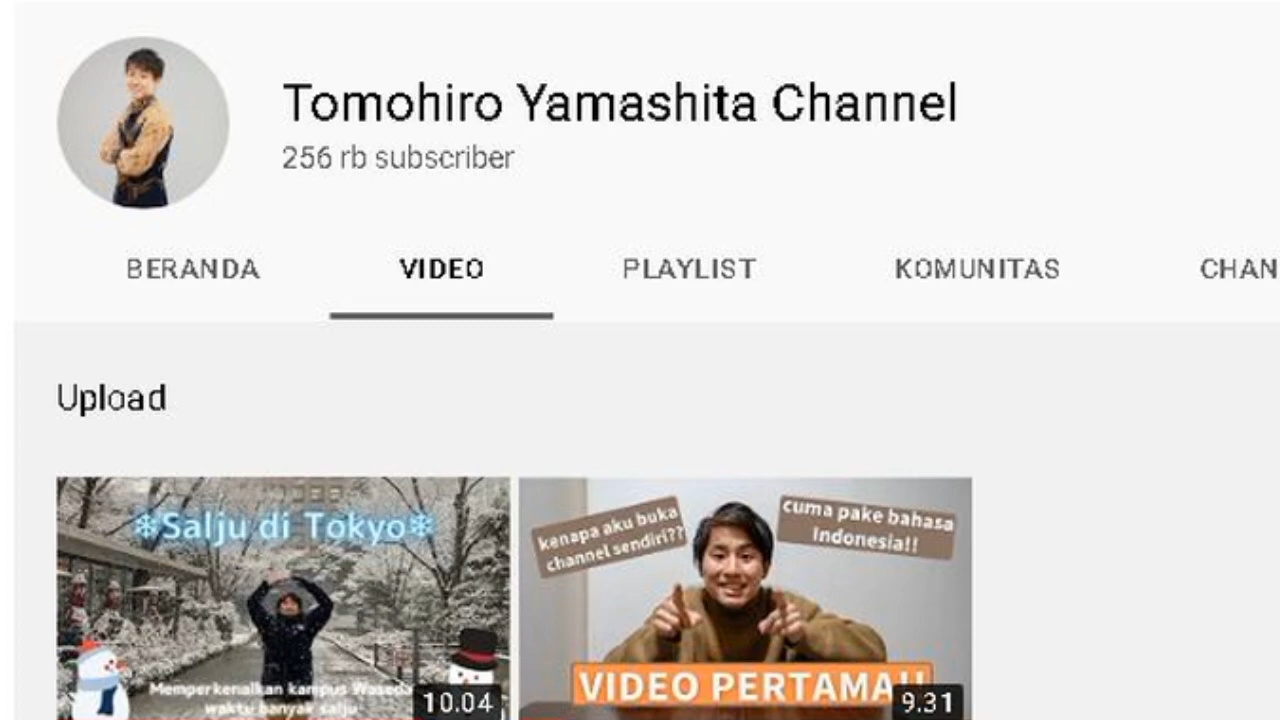 Tomohiro Yamashita Channel
256 rb subscriber
BERANDA VIDEO PLAYLIST KOMUNITAS CHAN
Upload
❄Salju di Tokyo❄
Memperkenalkan kampus Waseda
waktu banyak salju
10.04
kenapa aku buka
channel sendiri??
cuma pake bahasa
Indonesia!!
VIDEO PERTAMA!!
9.31